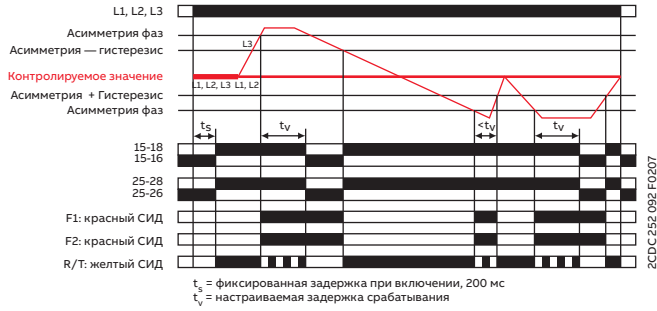 L1, L2, L3
Асимметрия фаз
L3
Асимметрия — гистерезис
Контролируемое значение
L1, L2, L3 L1, L2
Асимметрия + Гистерезис
Асимметрия фаз
ts tv <tv tv
15-18
15-16
25-28
25-26
F1: красный СИД
F2: красный СИД
R/T: желтый СИД
ts = фиксированная задержка при включении, 200 мс
tv = настраиваемая задержка срабатывания
2CDC 252 092 F0207